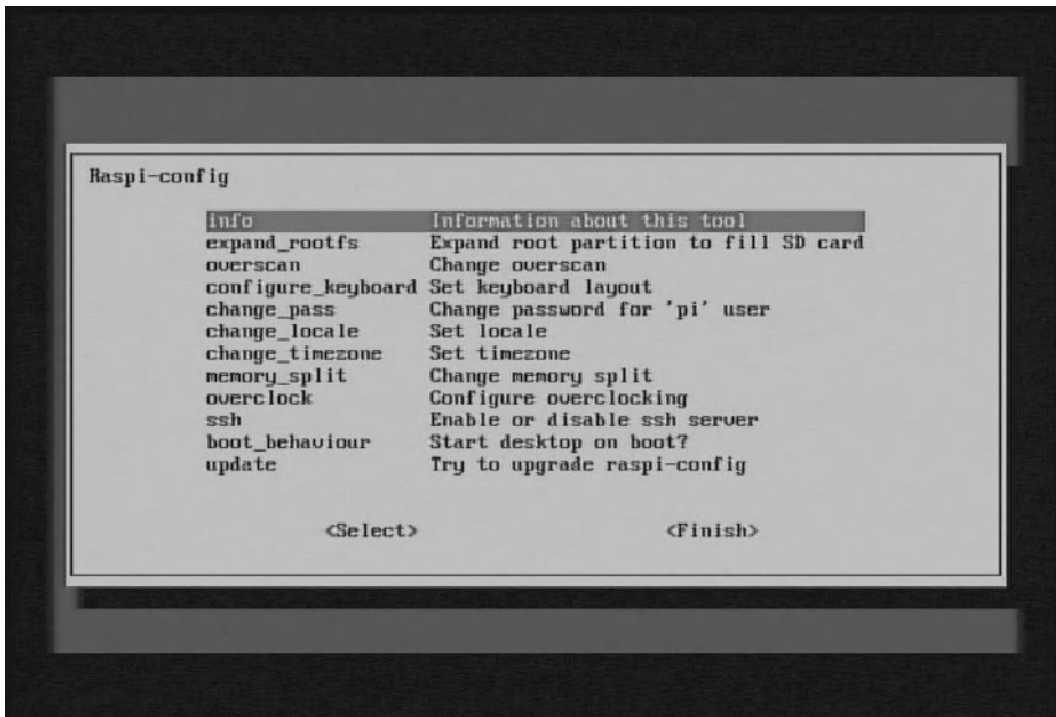 Raspi-config
info Information about this tool
expand_rootfs Expand root partition to fill SD card
overscan Change overscan
configure_keyboard Set keyboard layout
change_pass Change password for 'pi' user
change_locale Set locale
change_timezone Set timezone
memory_split Change memory split
overclock Configure overclocking
ssh Enable or disable ssh server
boot_behaviour Start desktop on boot?
update Try to upgrade raspi-config
<Select> <Finish>